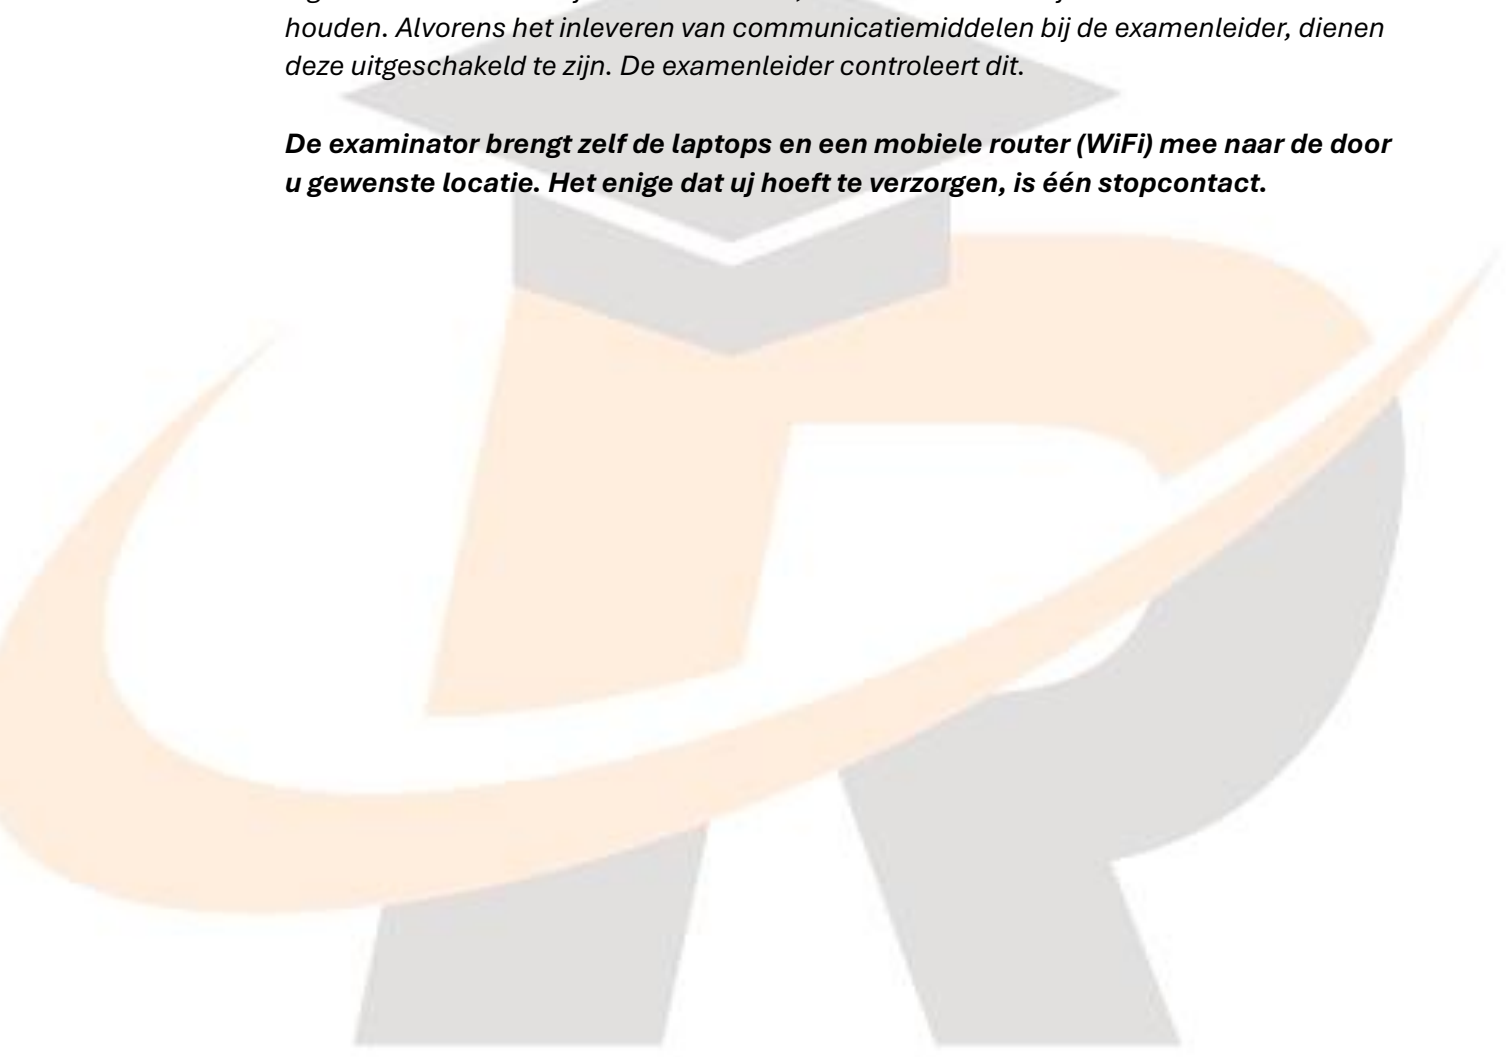 houden. Alvorens het inleveren van communicatiemiddelen bij de examenleider, dienen
deze uitgeschakeld te zijn. De examenleider controleert dit.
De examinator brengt zelf de laptops en een mobiele router (WiFi) mee naar de door
u gewenste locatie. Het enige dat uj hoeft te verzorgen, is één stopcontact.